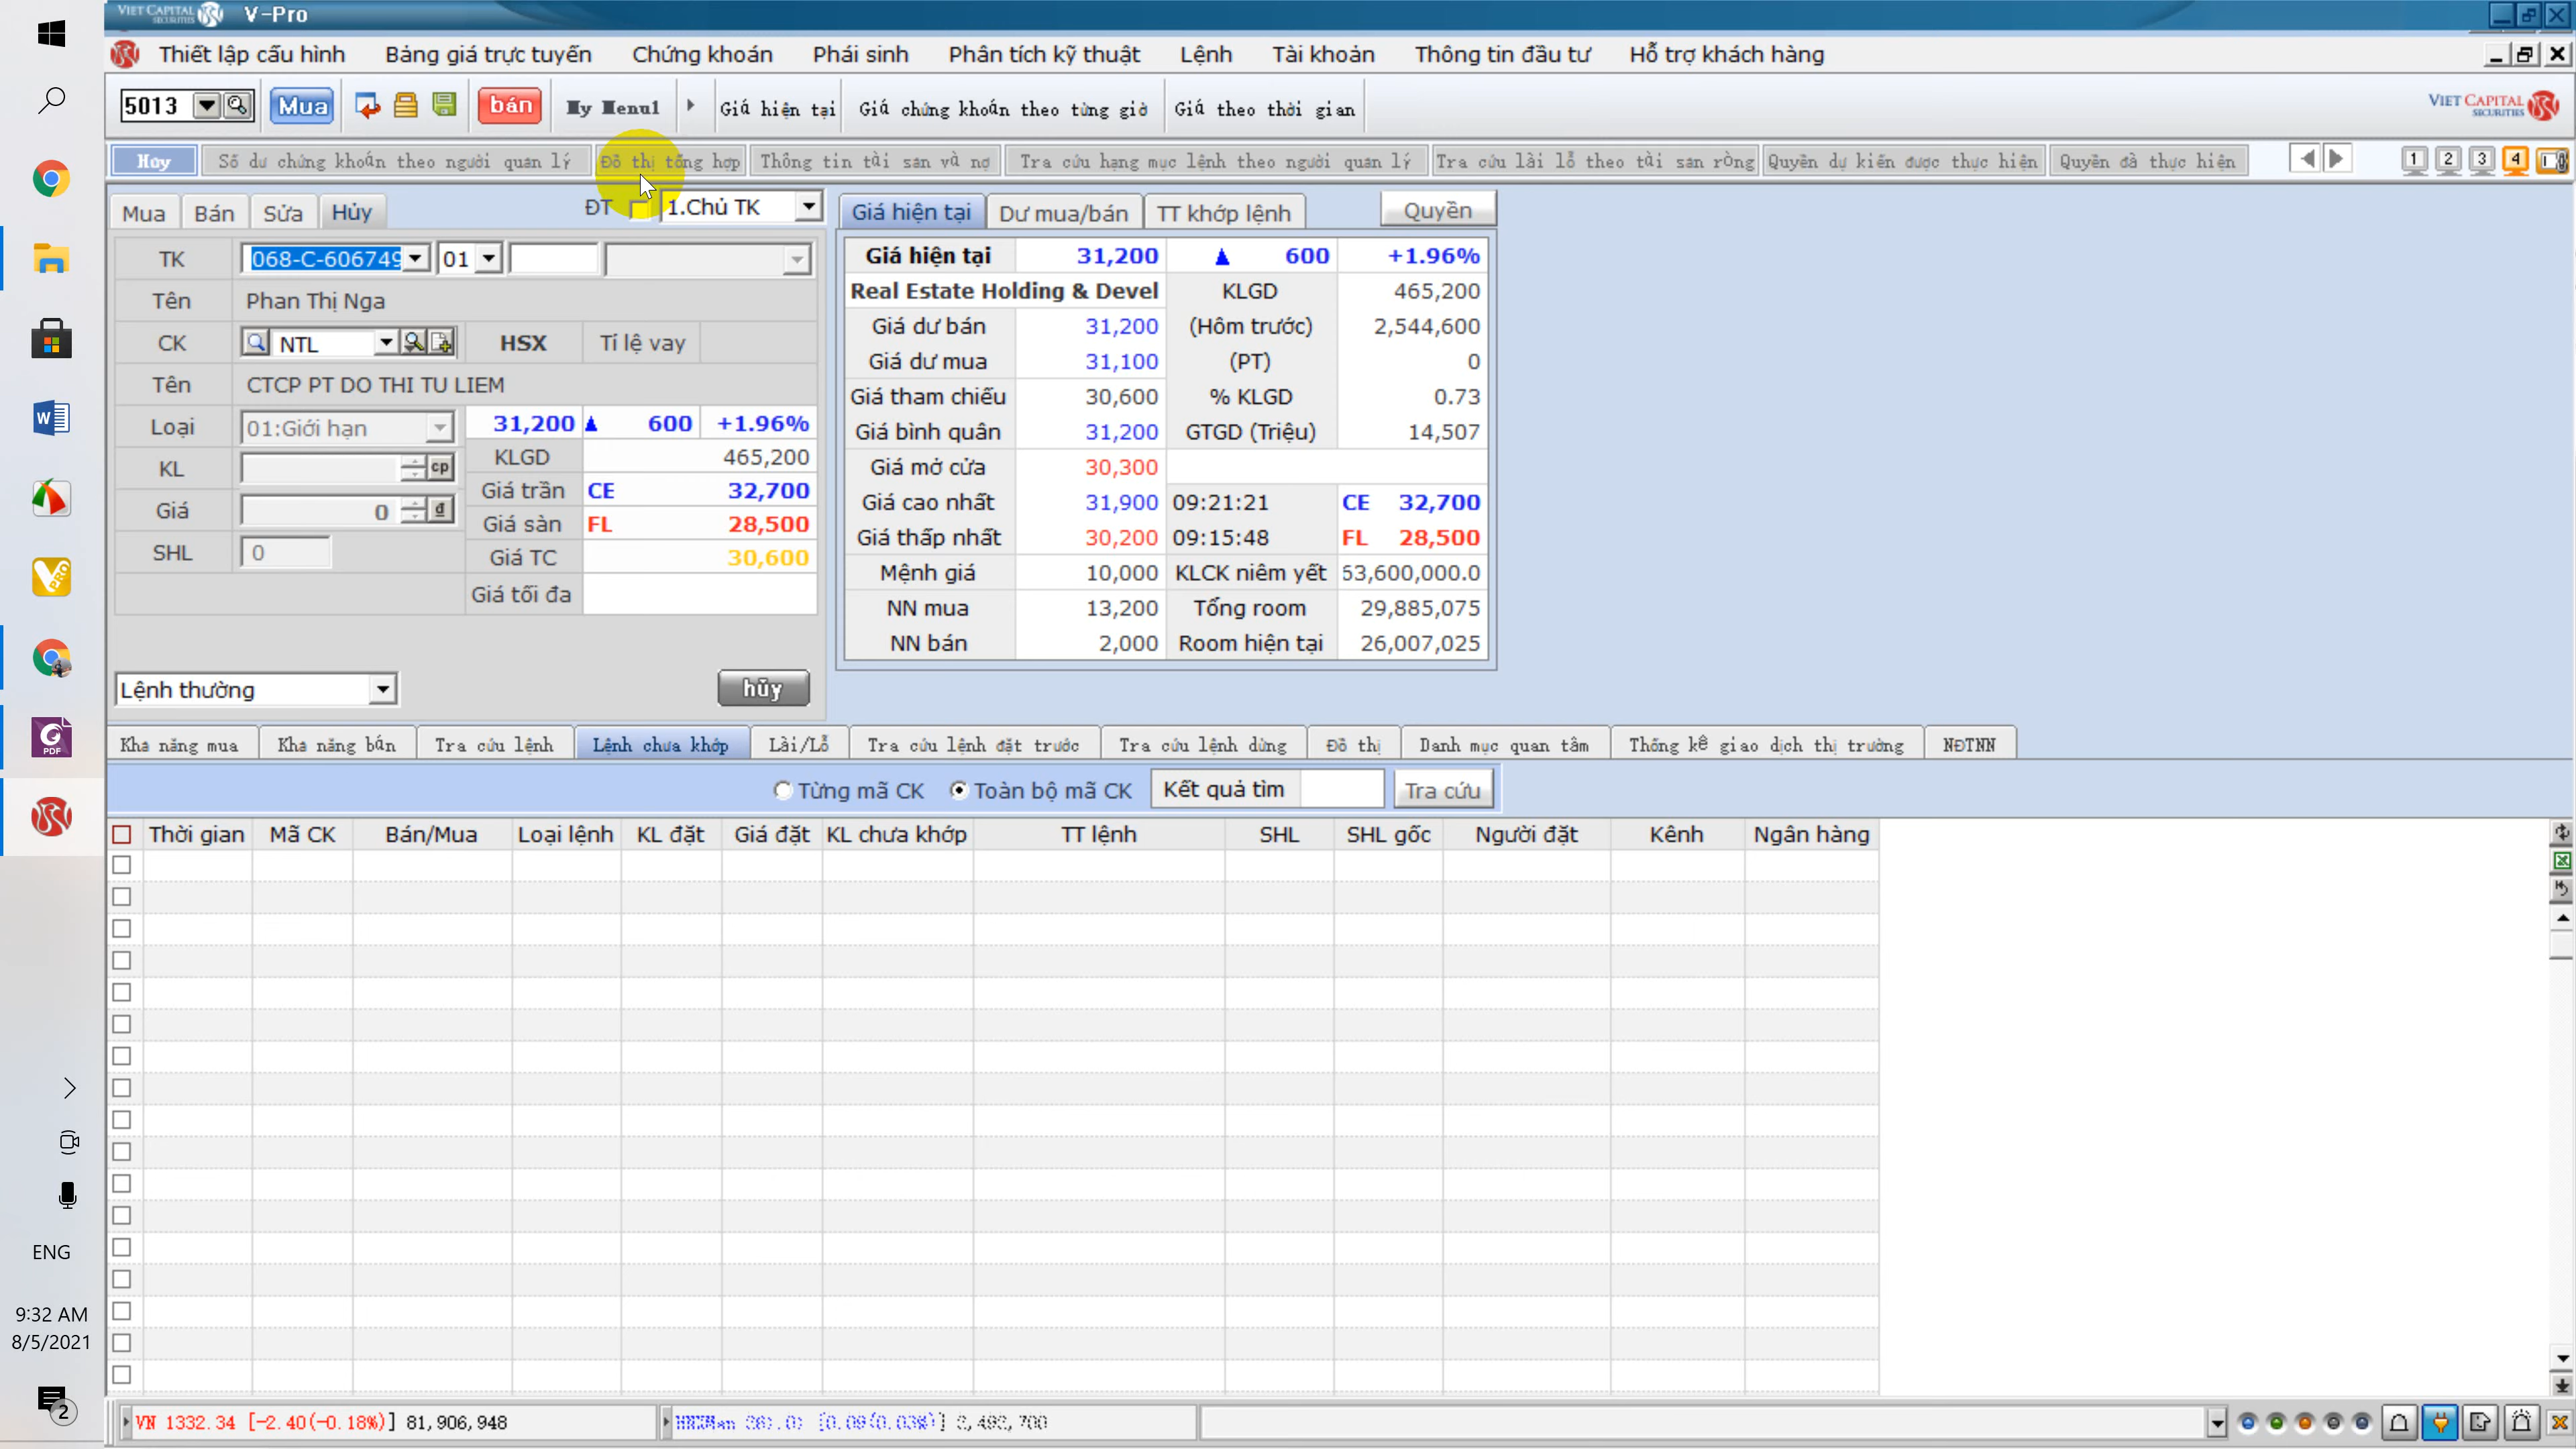 VIET CAPITAL SECURITIES V-Pro
Thiết lập cấu hình Bảng giá trực tuyến Chứng khoán Phái sinh Phân tích kỹ thuật Lệnh Tài khoản Thông tin đầu tư Hỗ trợ khách hàng
5013 Mua bán My Menu1 Giá hiện tại Giá chứng khoán theo từng giờ Giá theo thời gian VIET CAPITAL SECURITIES
Hủy Số dư chứng khoán theo người quản lý Đồ thị tổng hợp Thông tin tài sản và nợ Tra cứu hạng mục lệnh theo người quản lý Tra cứu lãi lỗ theo tài sản ròng Quyền dự kiến được thực hiện Quyền đã thực hiện 1 2 3 4
Mua Bán Sửa Hủy ĐT 1.Chủ TK
TK 068-C-606749 01
Tên Phan Thị Nga
CK NTL HSX Tỉ lệ vay
Tên CTCP PT DO THI TU LIEM
Loại 01:Giới hạn 31,200 ▲ 600 +1.96%
KL cp KLGD 465,200
Giá trần CE 32,700
Giá 0 đ Giá sàn FL 28,500
SHL 0 Giá TC 30,600
Giá tối đa
Lệnh thường hủy
Giá hiện tại Dư mua/bán TT khớp lệnh Quyền
Giá hiện tại 31,200 ▲ 600 +1.96%
Real Estate Holding & Devel KLGD 465,200
Giá dư bán 31,200 (Hôm trước) 2,544,600
Giá dư mua 31,100 (PT) 0
Giá tham chiếu 30,600 % KLGD 0.73
Giá bình quân 31,200 GTGD (Triệu) 14,507
Giá mở cửa 30,300
Giá cao nhất 31,900 09:21:21 CE 32,700
Giá thấp nhất 30,200 09:15:48 FL 28,500
Mệnh giá 10,000 KLCK niêm yết 53,600,000.0
NN mua 13,200 Tổng room 29,885,075
NN bán 2,000 Room hiện tại 26,007,025
Khả năng mua Khả năng bán Tra cứu lệnh Lệnh chưa khớp Lãi/Lỗ Tra cứu lệnh đặt trước Tra cứu lệnh dừng Đồ thị Danh mục quan tâm Thống kê giao dịch thị trường NĐTNN
Từng mã CK Toàn bộ mã CK Kết quả tìm Tra cứu
Thời gian Mã CK Bán/Mua Loại lệnh KL đặt Giá đặt KL chưa khớp TT lệnh SHL SHL gốc Người đặt Kênh Ngân hàng
VN 1332.34 [-2.40(-0.18%)] 81,906,948
PDF
ENG
9:32 AM
8/5/2021
2